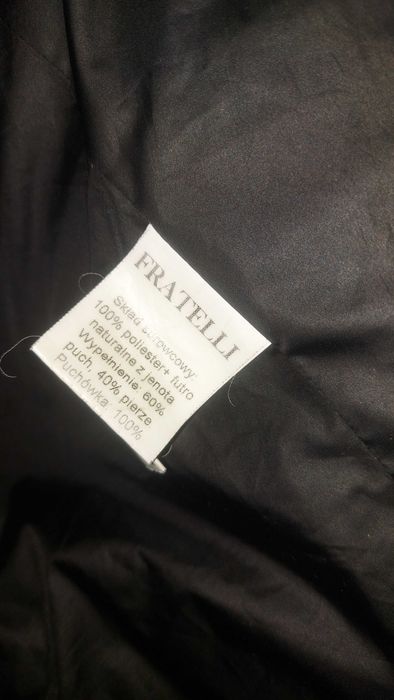 FRATELLI
Skład surowcowy:
100% poliester+ futro
naturalne z jenota
Wypełnienie: 60%
puch, 40% pierze
Puchówka 100%